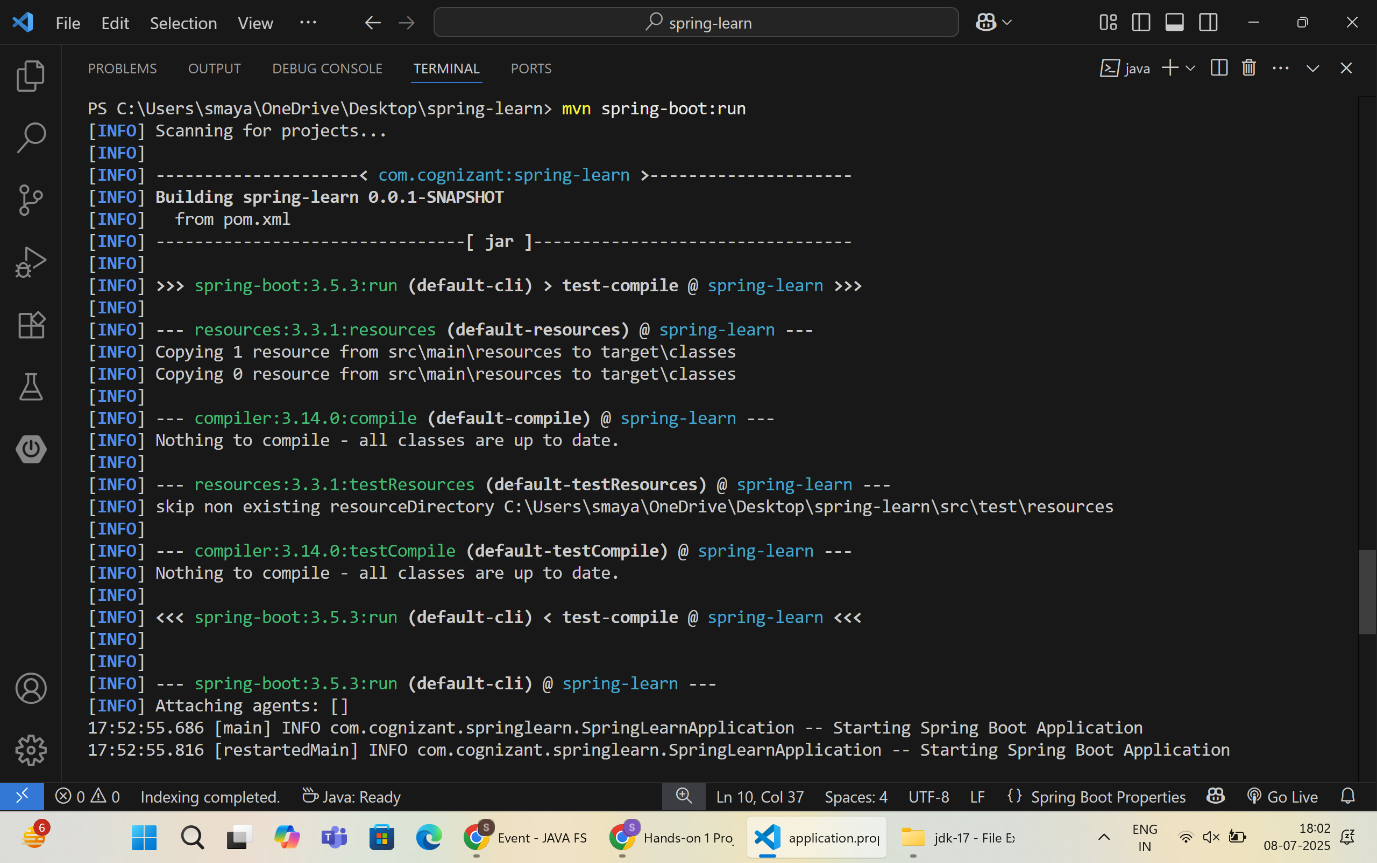 File Edit Selection View ··· spring-learn
PROBLEMS OUTPUT DEBUG CONSOLE TERMINAL PORTS java
PS C:\Users\smaya\OneDrive\Desktop\spring-learn> mvn spring-boot:run
[INFO] Scanning for projects...
[INFO]
[INFO] ---------------------< com.cognizant:spring-learn >---------------------
[INFO] Building spring-learn 0.0.1-SNAPSHOT
[INFO]   from pom.xml
[INFO] --------------------------------[ jar ]---------------------------------
[INFO]
[INFO] >>> spring-boot:3.5.3:run (default-cli) > test-compile @ spring-learn >>>
[INFO]
[INFO] --- resources:3.3.1:resources (default-resources) @ spring-learn ---
[INFO] Copying 1 resource from src\main\resources to target\classes
[INFO] Copying 0 resource from src\main\resources to target\classes
[INFO]
[INFO] --- compiler:3.14.0:compile (default-compile) @ spring-learn ---
[INFO] Nothing to compile - all classes are up to date.
[INFO]
[INFO] --- resources:3.3.1:testResources (default-testResources) @ spring-learn ---
[INFO] skip non existing resourceDirectory C:\Users\smaya\OneDrive\Desktop\spring-learn\src\test\resources
[INFO]
[INFO] --- compiler:3.14.0:testCompile (default-testCompile) @ spring-learn ---
[INFO] Nothing to compile - all classes are up to date.
[INFO]
[INFO] <<< spring-boot:3.5.3:run (default-cli) < test-compile @ spring-learn <<<
[INFO]
[INFO]
[INFO] --- spring-boot:3.5.3:run (default-cli) @ spring-learn ---
[INFO] Attaching agents: []
17:52:55.686 [main] INFO com.cognizant.springlearn.SpringLearnApplication -- Starting Spring Boot Application
17:52:55.816 [restartedMain] INFO com.cognizant.springlearn.SpringLearnApplication -- Starting Spring Boot Application
0 0 Indexing completed. Java: Ready Ln 10, Col 37 Spaces: 4 UTF-8 LF {} Spring Boot Properties Go Live
6 S Event - JAVA FS S Hands-on 1 Pro application.prop jdk-17 - File Ex ENG IN 18:02
08-07-2025